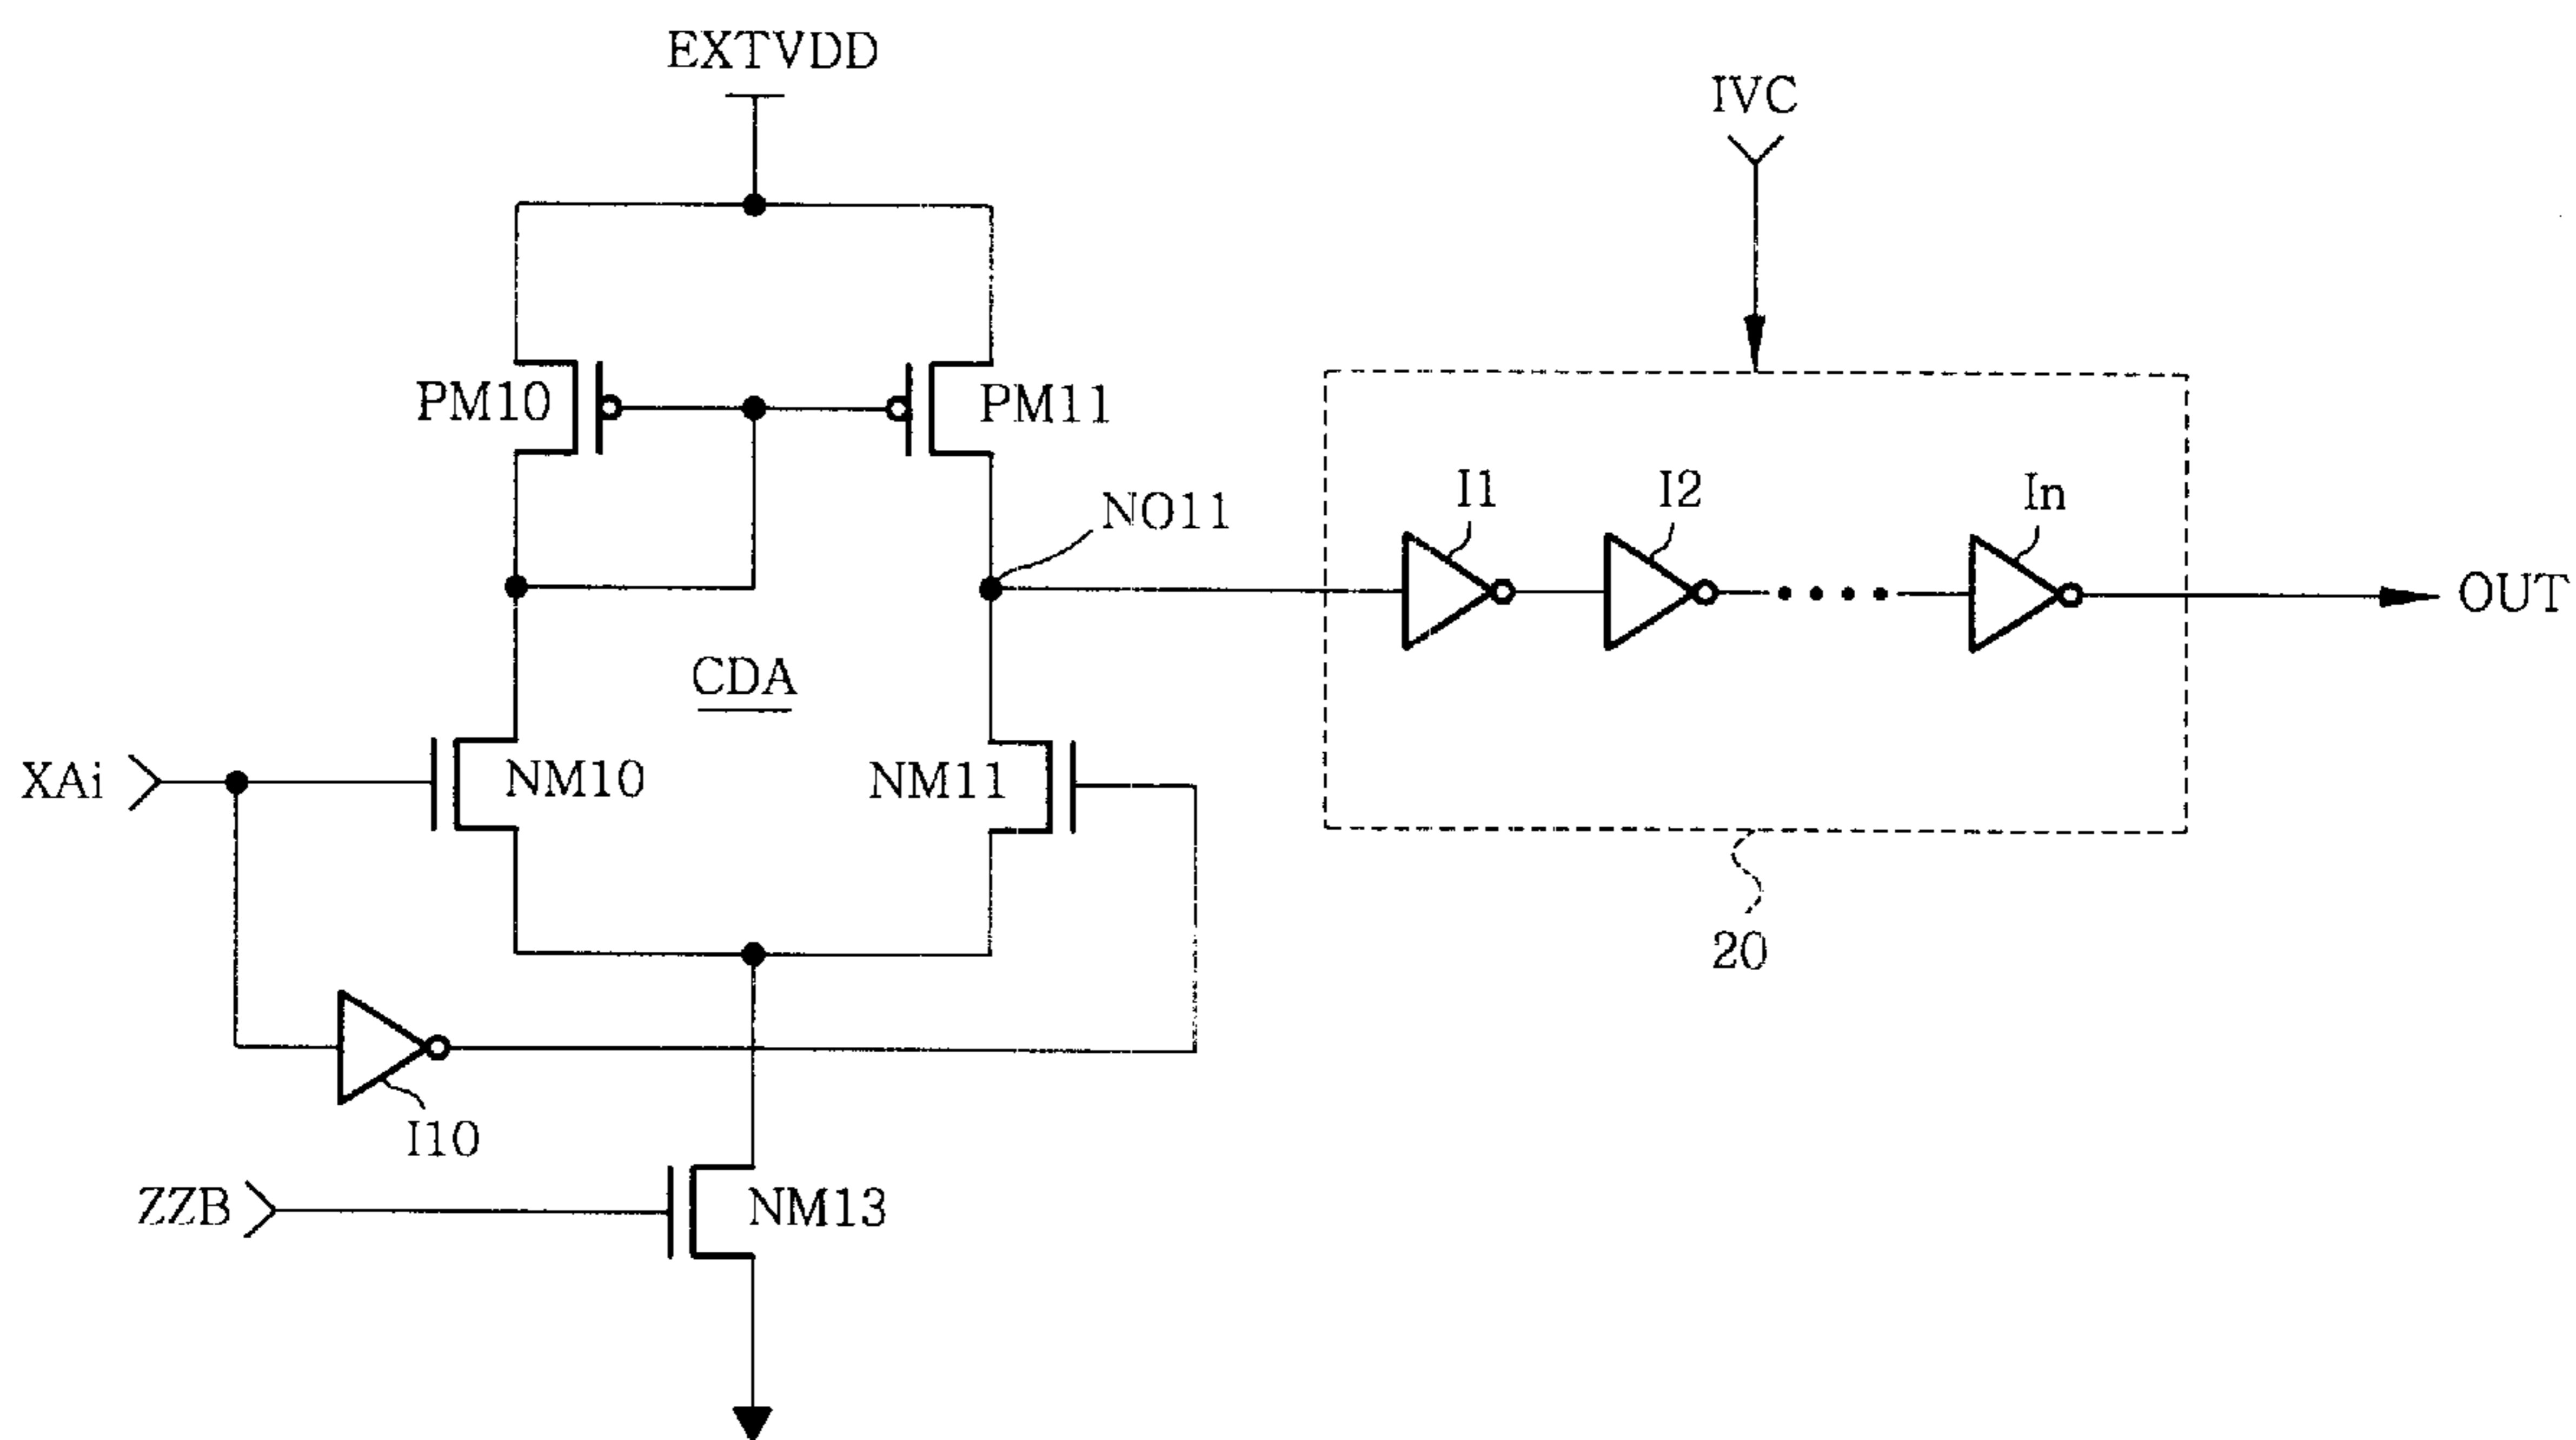 EXTVDD
IVC
PM10
PM11
NO11
I1
I2
In
OUT
CDA
XAi
NM10
NM11
20
I10
ZZB
NM13